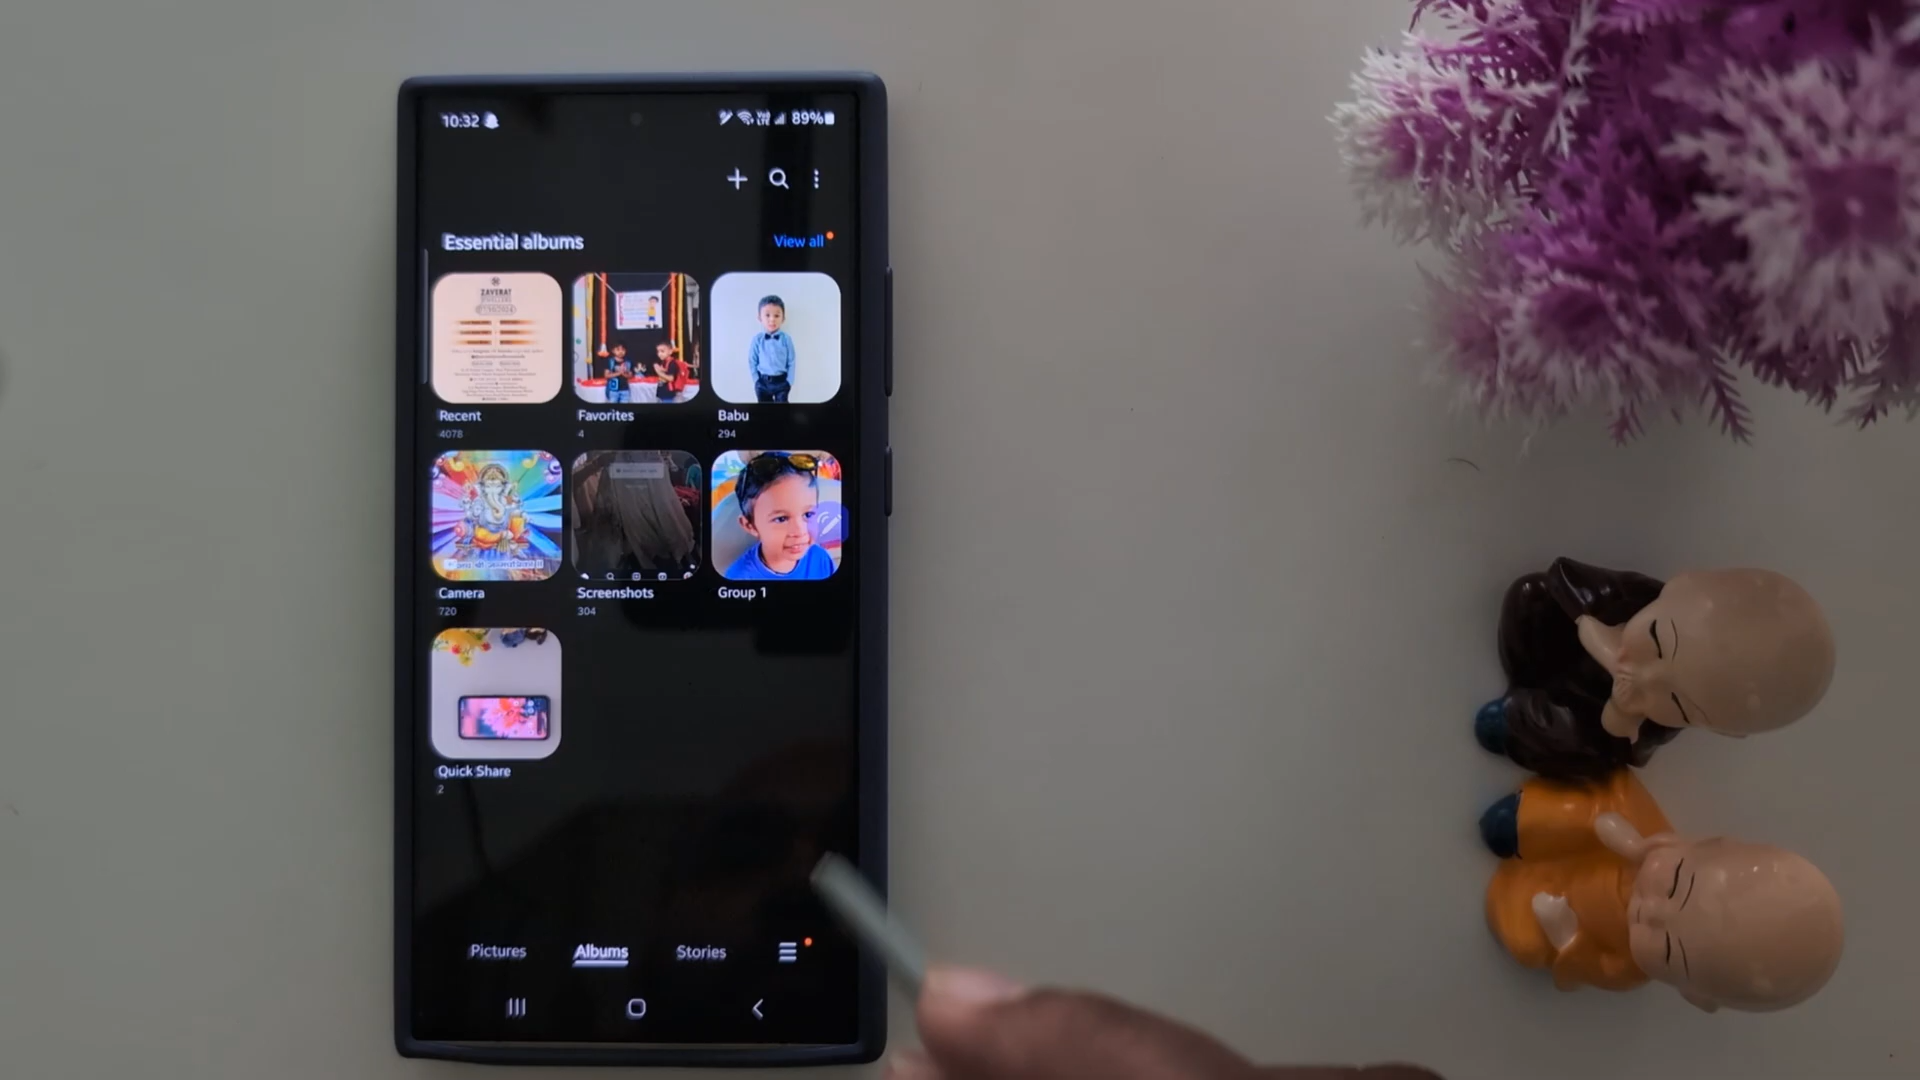 10:32
89%
Essential albums
View all
ZAVERAT
Recent
Favorites
Babu
4078
4
294
Camera
Screenshots
Group 1
720
304
Quick Share
2
Pictures
Albums
Stories